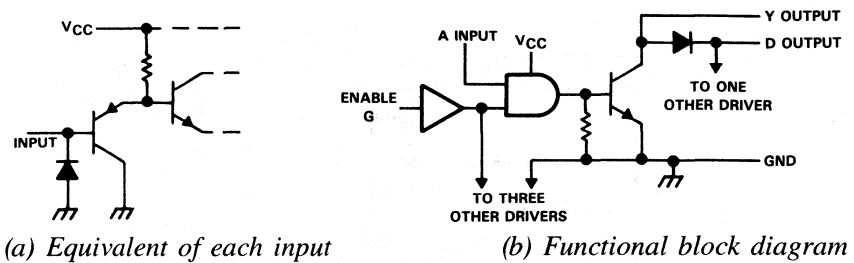 VCC
INPUT
(a) Equivalent of each input
A INPUT
VCC
ENABLE
G
Y OUTPUT
D OUTPUT
TO ONE
OTHER DRIVER
GND
TO THREE
OTHER DRIVERS
(b) Functional block diagram